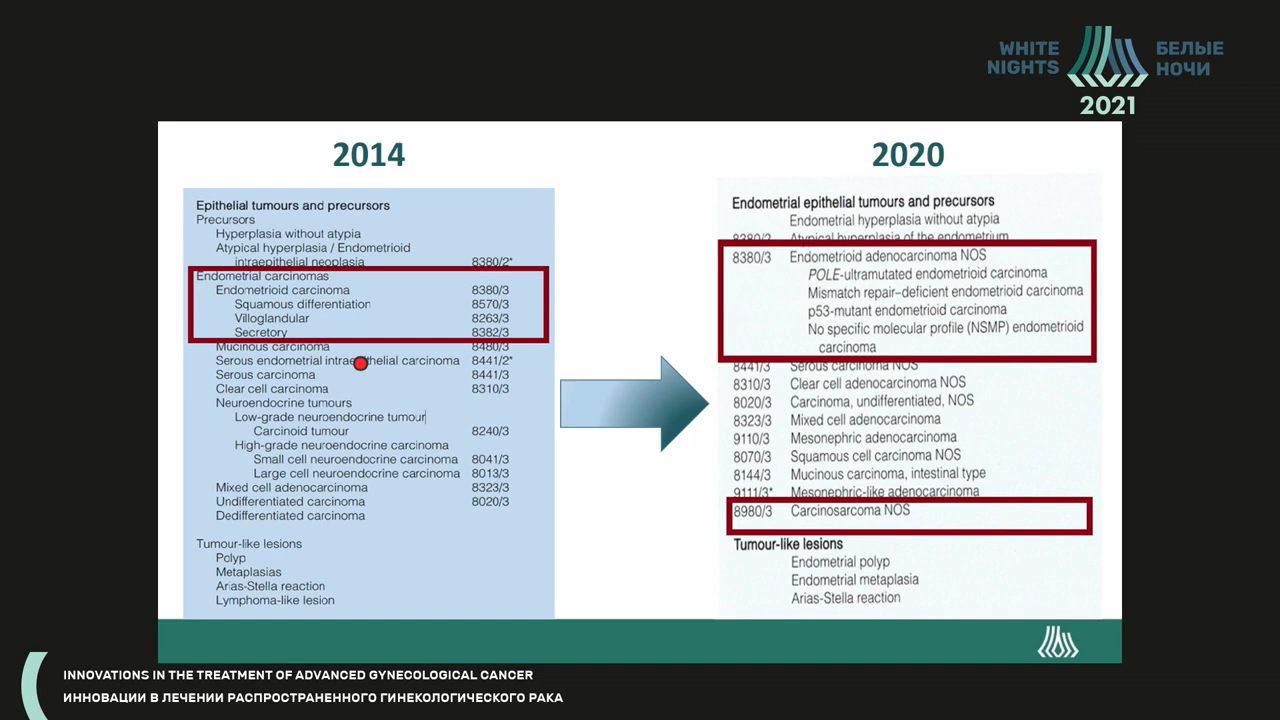 WHITE NIGHTS
БЕЛЫЕ НОЧИ
2021
2014
Epithelial tumours and precursors
Precursors
Hyperplasia without atypia
Atypical hyperplasia / Endometrioid
intraepithelial neoplasia 8380/2*
Endometrial carcinomas
Endometrioid carcinoma 8380/3
Squamous differentiation 8570/3
Villoglandular 8263/3
Secretory 8382/3
Mucinous carcinoma 8480/3
Serous endometrial intraepithelial carcinoma 8441/2*
Serous carcinoma 8441/3
Clear cell carcinoma 8310/3
Neuroendocrine tumours
Low-grade neuroendocrine tumour
Carcinoid tumour 8240/3
High-grade neuroendocrine carcinoma
Small cell neuroendocrine carcinoma 8041/3
Large cell neuroendocrine carcinoma 8013/3
Mixed cell adenocarcinoma 8323/3
Undifferentiated carcinoma 8020/3
Dedifferentiated carcinoma
Tumour-like lesions
Polyp
Metaplasias
Arias-Stella reaction
Lymphoma-like lesion
2020
Endometrial epithelial tumours and precursors
Endometrial hyperplasia without atypia
8380/2 Atypical hyperplasia of the endometrium
8380/3 Endometrioid adenocarcinoma NOS
POLE-ultramutated endometrioid carcinoma
Mismatch repair–deficient endometrioid carcinoma
p53-mutant endometrioid carcinoma
No specific molecular profile (NSMP) endometrioid
carcinoma
8441/3 Serous carcinoma NOS
8310/3 Clear cell adenocarcinoma NOS
8020/3 Carcinoma, undifferentiated, NOS
8323/3 Mixed cell adenocarcinoma
9110/3 Mesonephric adenocarcinoma
8070/3 Squamous cell carcinoma NOS
8144/3 Mucinous carcinoma, intestinal type
9111/3* Mesonephric-like adenocarcinoma
8980/3 Carcinosarcoma NOS
Tumour-like lesions
Endometrial polyp
Endometrial metaplasia
Arias-Stella reaction
INNOVATIONS IN THE TREATMENT OF ADVANCED GYNECOLOGICAL CANCER
ИННОВАЦИИ В ЛЕЧЕНИИ РАСПРОСТРАНЕННОГО ГИНЕКОЛОГИЧЕСКОГО РАКА